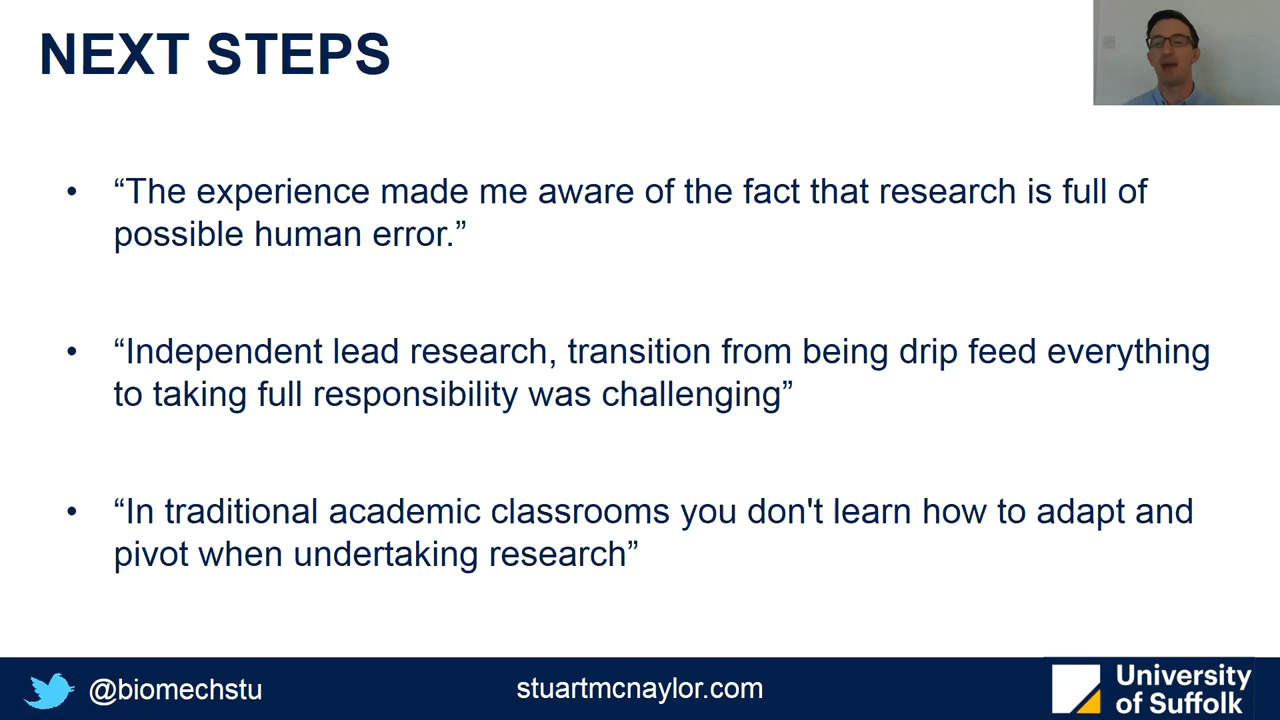 NEXT STEPS
• “The experience made me aware of the fact that research is full of
possible human error.”
• “Independent lead research, transition from being drip feed everything
to taking full responsibility was challenging”
• “In traditional academic classrooms you don't learn how to adapt and
pivot when undertaking research”
@biomechstu
stuartmcnaylor.com
University
of Suffolk